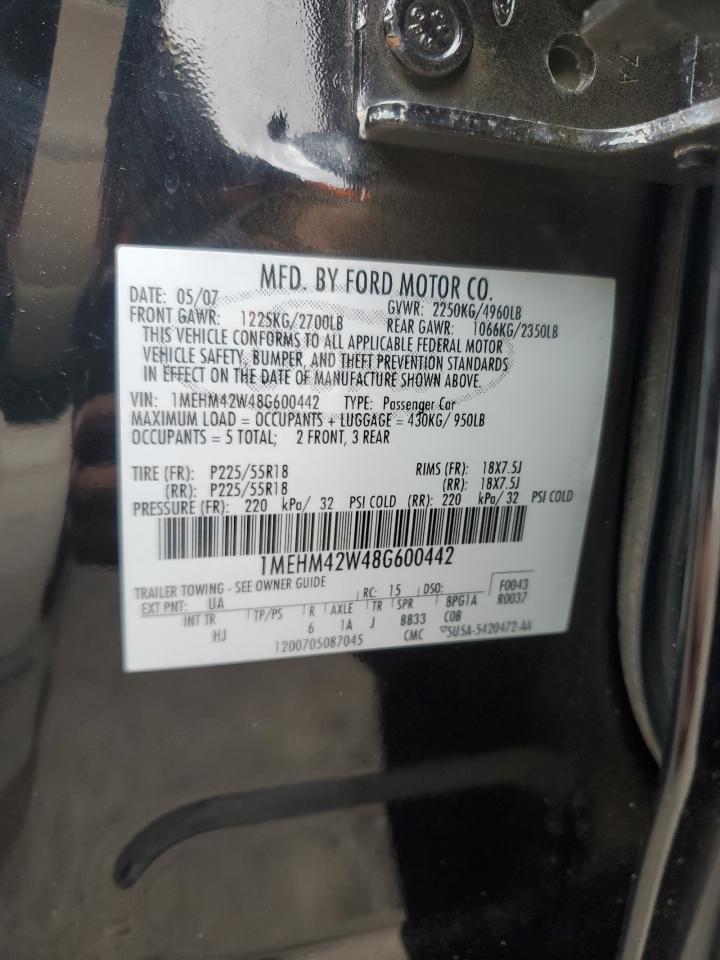 7A
MFD. BY FORD MOTOR CO.
DATE: 05/07 GVWR: 2250KG/4960LB
FRONT GAWR: 1225KG/2700LB REAR GAWR: 1066KG/2350LB
THIS VEHICLE CONFORMS TO ALL APPLICABLE FEDERAL MOTOR
VEHICLE SAFETY, BUMPER, AND THEFT PREVENTION STANDARDS
IN EFFECT ON THE DATE OF MANUFACTURE SHOWN ABOVE.
VIN: 1MEHM42W48G600442 TYPE: Passenger Car
MAXIMUM LOAD = OCCUPANTS + LUGGAGE = 430KG/ 950LB
OCCUPANTS = 5 TOTAL; 2 FRONT, 3 REAR
TIRE (FR): P225/55R18 RIMS (FR): 18X7.5J
(RR): P225/55R18 (RR): 18X7.5J
PRESSURE (FR): 220 kPa/ 32 PSI COLD (RR): 220 kPa/ 32 PSI COLD
1MEHM42W48G600442
TRAILER TOWING - SEE OWNER GUIDE
EXT PNT: UA RC: 15 DSO: F0043
INT TR TP/PS R AXLE TR SPR 8PG1A R0037
HJ 6 1A J BB33 COB
1200705087045 CMC 5U5A-5420472-AA